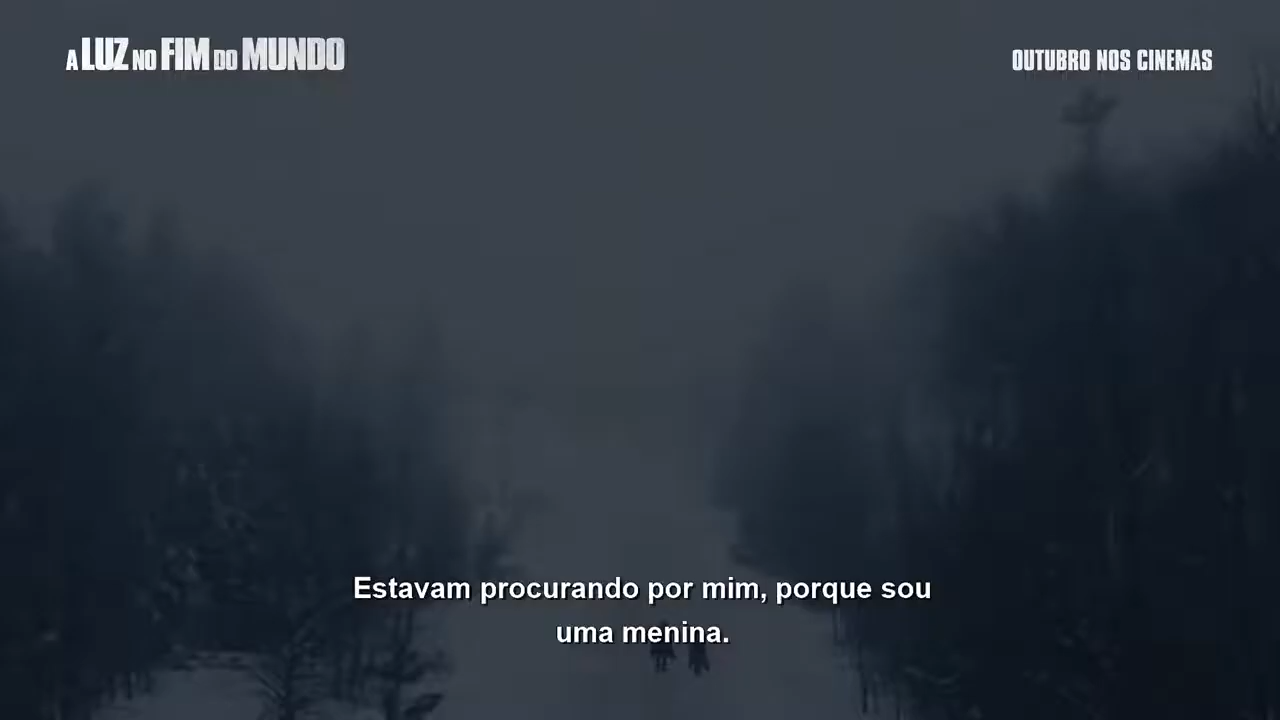 A LUZ NO FIM DO MUNDO
OUTUBRO NOS CINEMAS
Estavam procurando por mim, porque sou
uma menina.